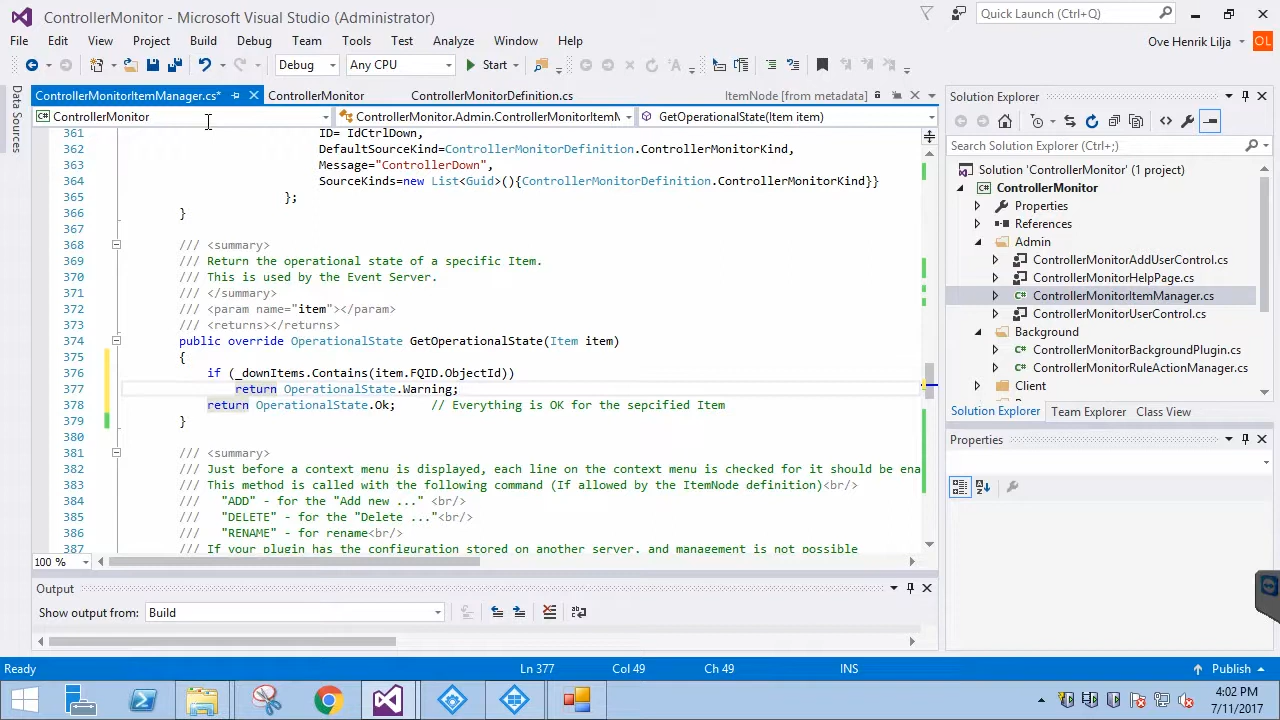 ControllerMonitor - Microsoft Visual Studio (Administrator)
Quick Launch (Ctrl+Q)
File Edit View Project Build Debug Team Tools Test Analyze Window Help
Ove Henrik Lilja
OL
Debug Any CPU Start
ControllerMonitorItemManager.cs* ControllerMonitor ControllerMonitorDefinition.cs ItemNode [from metadata]
ControllerMonitor ControllerMonitor.Admin.ControllerMonitorItemM GetOperationalState(Item item)
361 ID= IdCtrlDown,
362 DefaultSourceKind=ControllerMonitorDefinition.ControllerMonitorKind,
363 Message="ControllerDown",
364 SourceKinds=new List<Guid>(){ControllerMonitorDefinition.ControllerMonitorKind}}
365 };
366 }
367
368 /// <summary>
369 /// Return the operational state of a specific Item.
370 /// This is used by the Event Server.
371 /// </summary>
372 /// <param name="item"></param>
373 /// <returns></returns>
374 public override OperationalState GetOperationalState(Item item)
375 {
376 if (_downItems.Contains(item.FQID.ObjectId))
377 return OperationalState.Warning;
378 return OperationalState.Ok; // Everything is OK for the sepcified Item
379 }
380
381 /// <summary>
382 /// Just before a context menu is displayed, each line on the context menu is checked for it should be ena
383 /// This method is called with the following command (If allowed by the ItemNode definition)<br/>
384 /// "ADD" - for the "Add new ..." <br/>
385 /// "DELETE" - for the "Delete ..."<br/>
386 /// "RENAME" - for rename<br/>
387 /// If your plugin has the configuration stored on another server, and management is not possible
100 %
Data Sources
Output
Show output from: Build
Solution Explorer
Search Solution Explorer (Ctrl+;)
Solution 'ControllerMonitor' (1 project)
ControllerMonitor
Properties
References
Admin
ControllerMonitorAddUserControl.cs
ControllerMonitorHelpPage.cs
ControllerMonitorItemManager.cs
ControllerMonitorUserControl.cs
Background
ControllerMonitorBackgroundPlugin.cs
ControllerMonitorRuleActionManager.cs
Client
Solution Explorer Team Explorer Class View
Properties
Ready Ln 377 Col 49 Ch 49 INS Publish
4:02 PM
7/11/2017